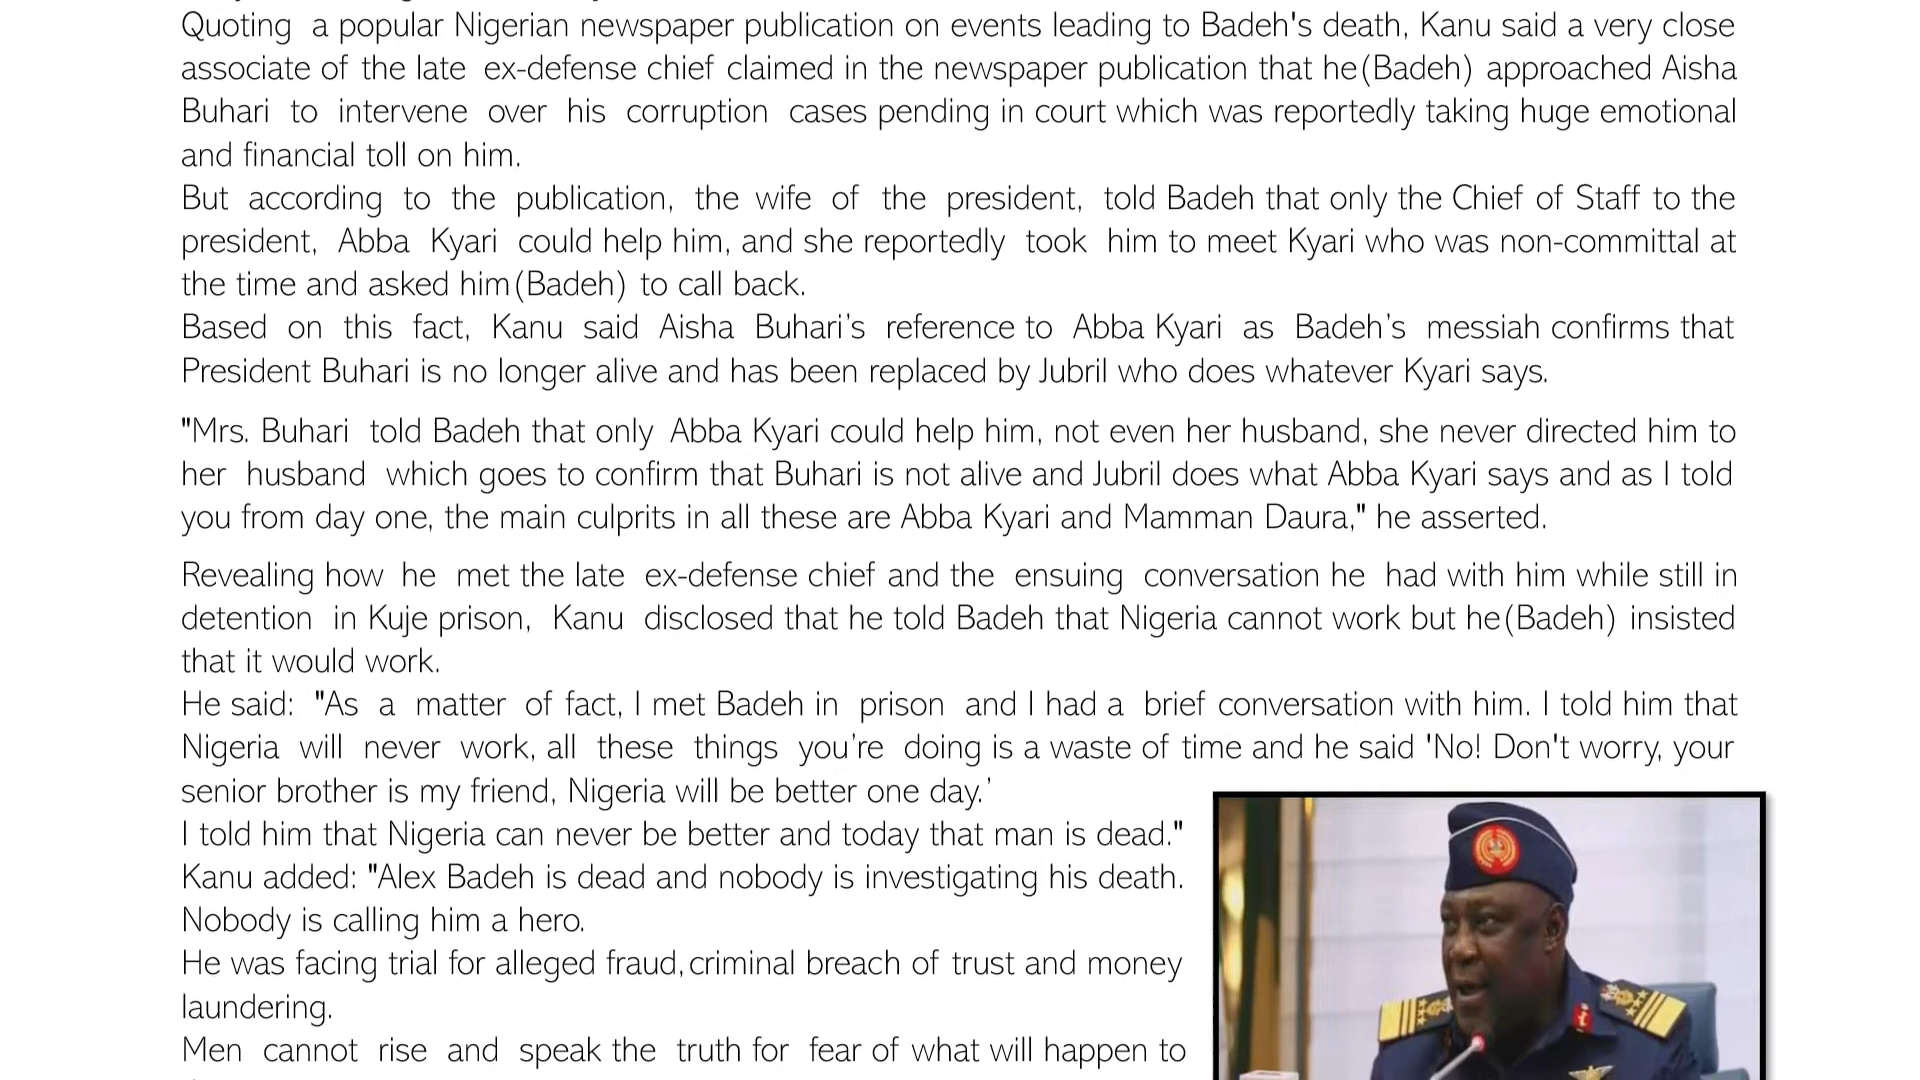 Quoting a popular Nigerian newspaper publication on events leading to Badeh's death, Kanu said a very close
associate of the late ex-defense chief claimed in the newspaper publication that he(Badeh) approached Aisha
Buhari to intervene over his corruption cases pending in court which was reportedly taking huge emotional
and financial toll on him.
But according to the publication, the wife of the president, told Badeh that only the Chief of Staff to the
president, Abba Kyari could help him, and she reportedly took him to meet Kyari who was non-committal at
the time and asked him(Badeh) to call back.
Based on this fact, Kanu said Aisha Buhari’s reference to Abba Kyari as Badeh’s messiah confirms that
President Buhari is no longer alive and has been replaced by Jubril who does whatever Kyari says.
"Mrs. Buhari told Badeh that only Abba Kyari could help him, not even her husband, she never directed him to
her husband which goes to confirm that Buhari is not alive and Jubril does what Abba Kyari says and as I told
you from day one, the main culprits in all these are Abba Kyari and Mamman Daura," he asserted.
Revealing how he met the late ex-defense chief and the ensuing conversation he had with him while still in
detention in Kuje prison, Kanu disclosed that he told Badeh that Nigeria cannot work but he(Badeh) insisted
that it would work.
He said: "As a matter of fact, I met Badeh in prison and I had a brief conversation with him. I told him that
Nigeria will never work, all these things you’re doing is a waste of time and he said 'No! Don't worry, your
senior brother is my friend, Nigeria will be better one day.’
I told him that Nigeria can never be better and today that man is dead."
Kanu added: "Alex Badeh is dead and nobody is investigating his death.
Nobody is calling him a hero.
He was facing trial for alleged fraud, criminal breach of trust and money
laundering.
Men cannot rise and speak the truth for fear of what will happen to